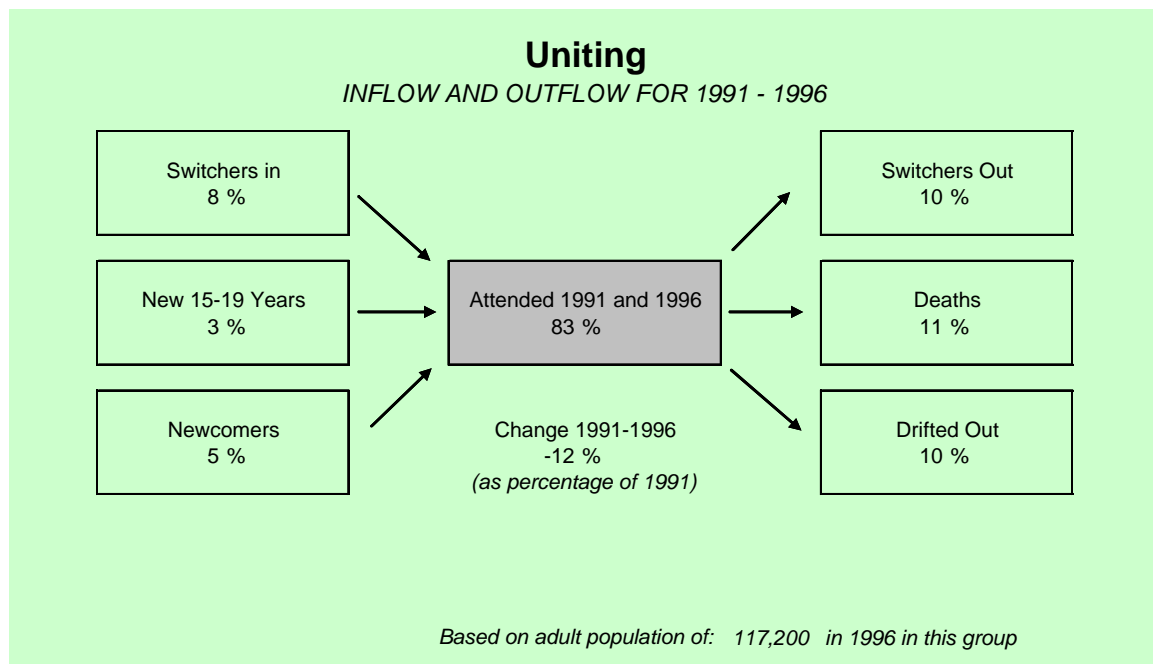 Uniting
INFLOW AND OUTFLOW FOR 1991 - 1996
Switchers in
8 %
Switchers Out
10 %
New 15-19 Years
3 %
Attended 1991 and 1996
83 %
Deaths
11 %
Newcomers
5 %
Change 1991-1996
-12 %
(as percentage of 1991)
Drifted Out
10 %
Based on adult population of: 117,200 in 1996 in this group